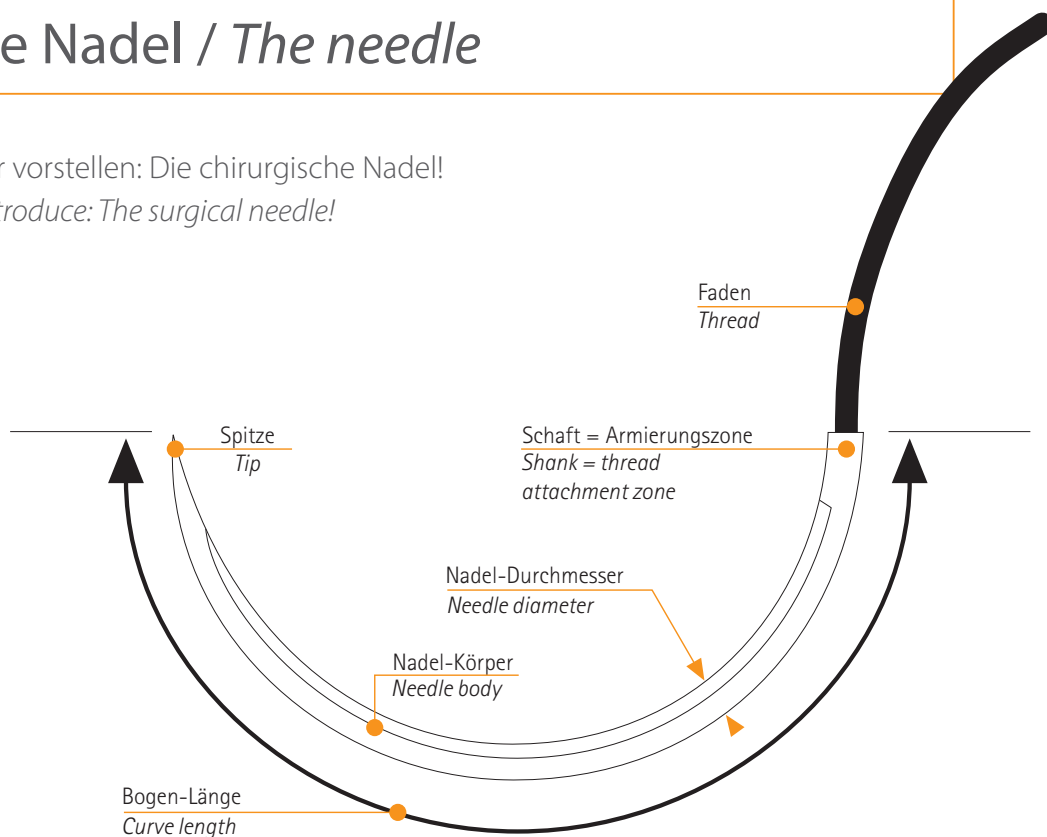 e Nadel / The needle
r vorstellen: Die chirurgische Nadel!
troduce: The surgical needle!
Faden
Thread
Spitze
Tip
Schaft = Armierungszone
Shank = thread
attachment zone
Nadel-Durchmesser
Needle diameter
Nadel-Körper
Needle body
Bogen-Länge
Curve length